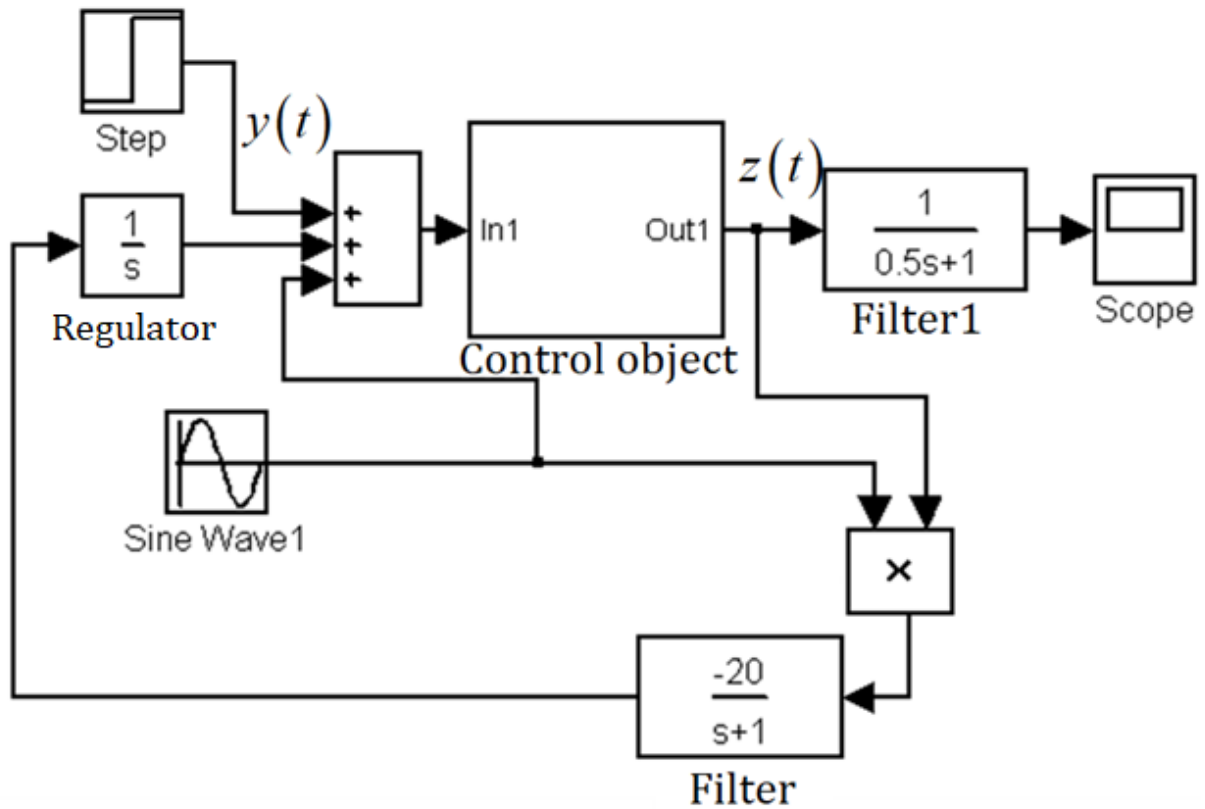 Step
y(t)
z(t)
+
+
+
In1
Out1
1
s
Regulator
1
0.5s+1
Filter1
Scope
Control object
Sine Wave1
×
-20
s+1
Filter